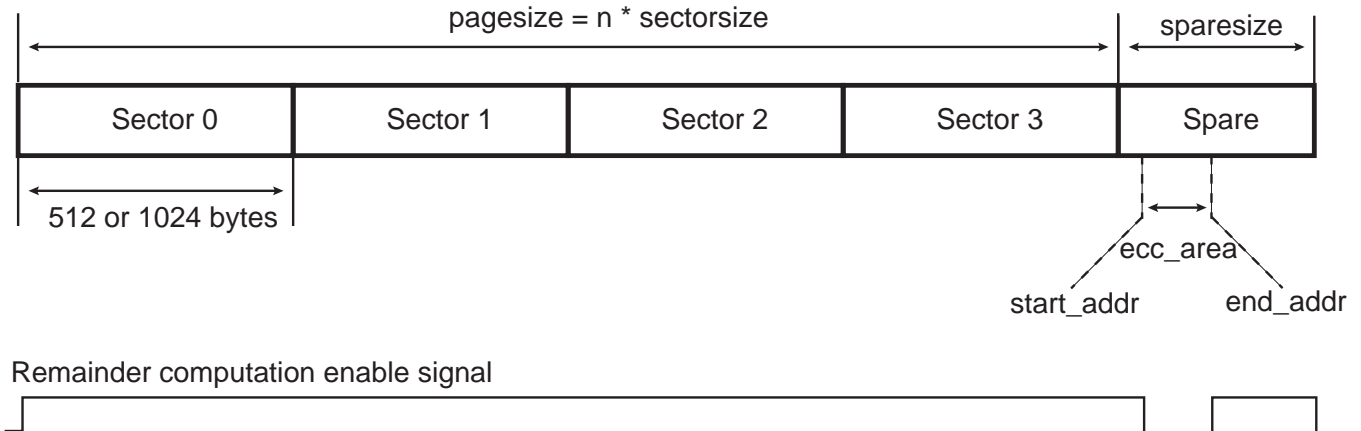 pagesize = n * sectorsize
sparesize
Sector 0
Sector 1
Sector 2
Sector 3
Spare
512 or 1024 bytes
ecc_area
start_addr
end_addr
Remainder computation enable signal